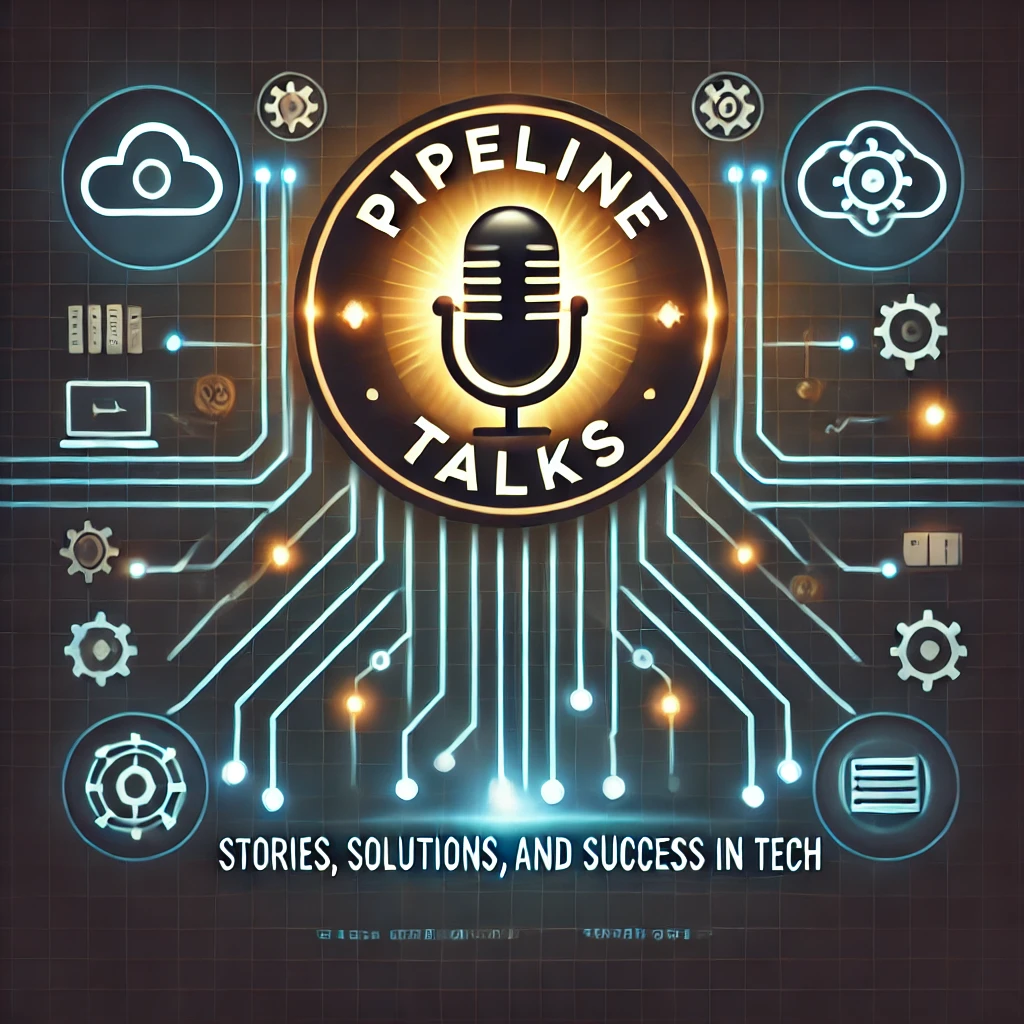 PIPELINE
TALKS
STORIES, SOLUTIONS, AND SUCCESS IN TECH